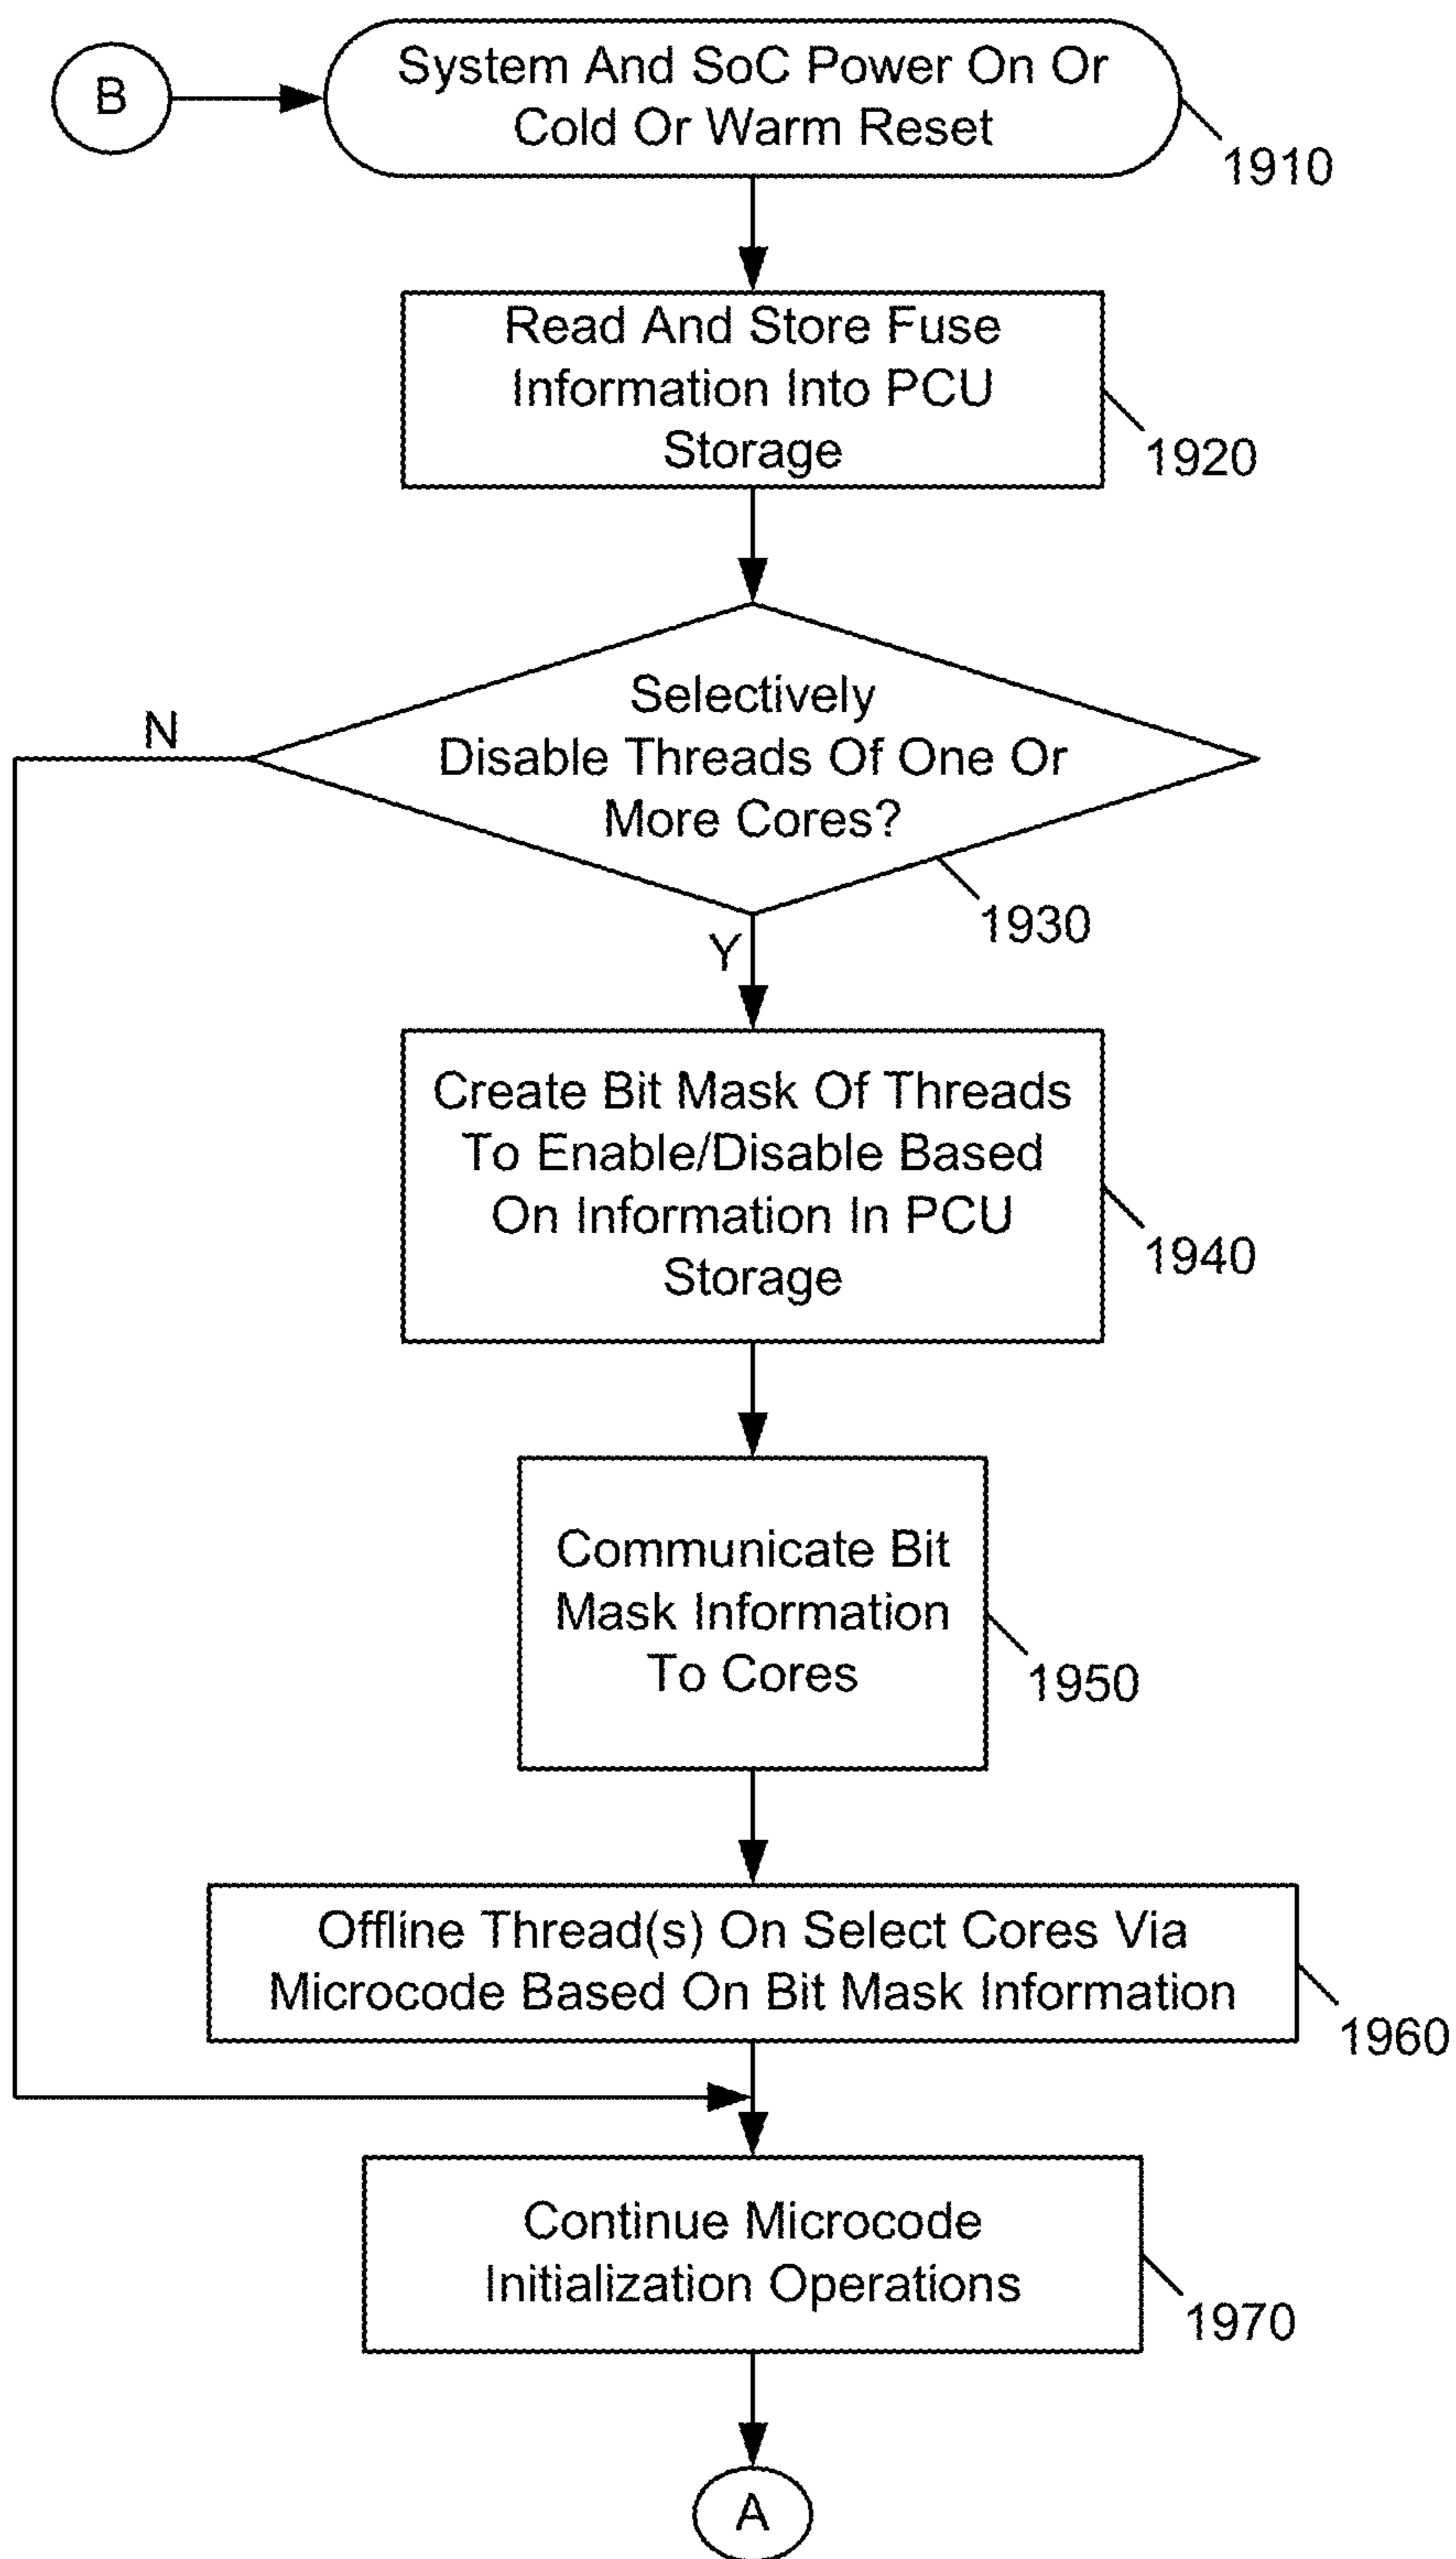 B
System And SoC Power On Or
Cold Or Warm Reset
1910
Read And Store Fuse
Information Into PCU
Storage
1920
Selectively
Disable Threads Of One Or
More Cores?
N
1930
Y
Create Bit Mask Of Threads
To Enable/Disable Based
On Information In PCU
Storage
1940
Communicate Bit
Mask Information
To Cores
1950
Offline Thread(s) On Select Cores Via
Microcode Based On Bit Mask Information
1960
Continue Microcode
Initialization Operations
1970
A